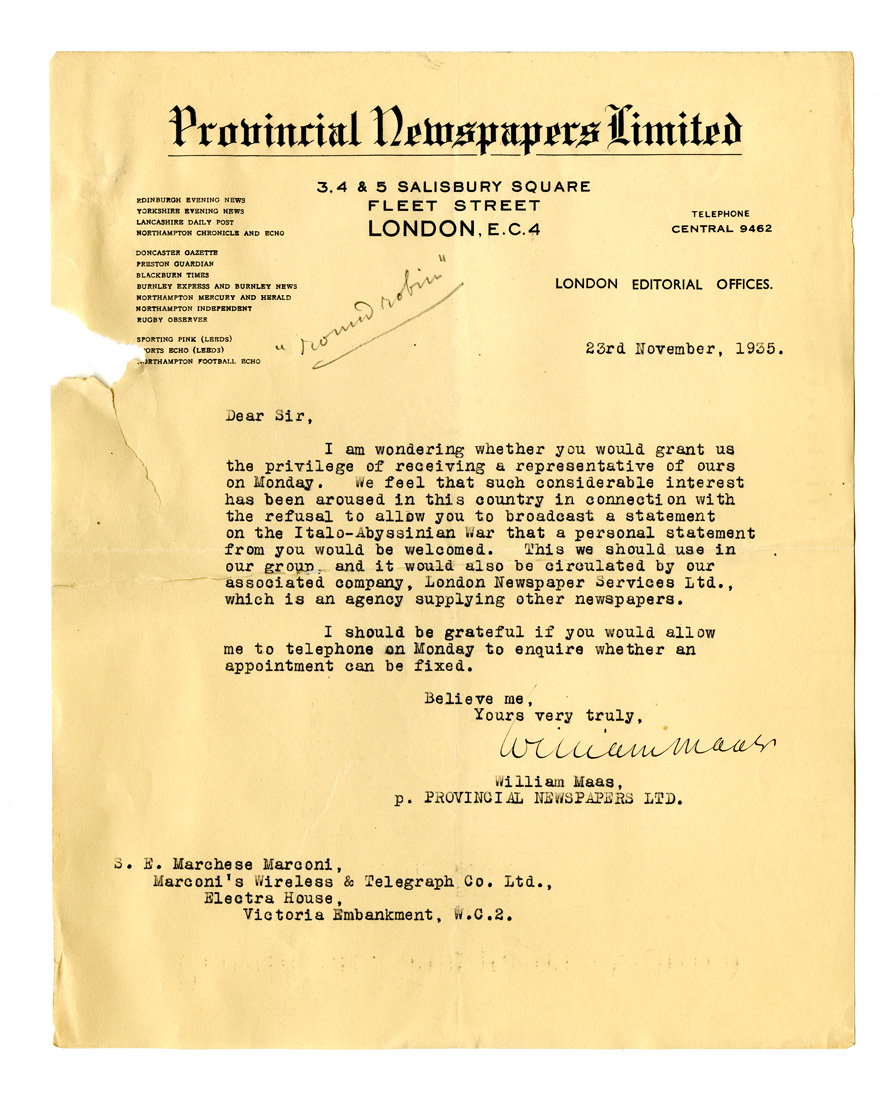 Provincial Newspapers Limited
3, 4 & 5 SALISBURY SQUARE
FLEET STREET
LONDON, E.C.4
EDINBURGH EVENING NEWS
YORKSHIRE EVENING NEWS
LANCASHIRE DAILY POST
NORTHAMPTON CHRONICLE AND ECHO
DONCASTER GAZETTE
PRESTON GUARDIAN
BLACKBURN TIMES
BURNLEY EXPRESS AND BURNLEY NEWS
NORTHAMPTON MERCURY AND HERALD
NORTHAMPTON INDEPENDENT
RUGBY OBSERVER
SPORTING PINK (LEEDS)
PORTS ECHO (LEEDS)
ORTHAMPTON FOOTBALL ECHO
TELEPHONE
CENTRAL 9462
LONDON EDITORIAL OFFICES.
"round robin"
23rd November, 1935.
Dear Sir,
I am wondering whether you would grant us
the privilege of receiving a representative of ours
on Monday. We feel that such considerable interest
has been aroused in this country in connection with
the refusal to allow you to broadcast a statement
on the Italo-Abyssinian War that a personal statement
from you would be welcomed. This we should use in
our group, and it would also be circulated by our
associated company, London Newspaper Services Ltd.,
which is an agency supplying other newspapers.
I should be grateful if you would allow
me to telephone on Monday to enquire whether an
appointment can be fixed.
Believe me,
Yours very truly,
William Maas
William Maas,
p. PROVINCIAL NEWSPAPERS LTD.
S. E. Marchese Marconi,
Marconi's Wireless & Telegraph Co. Ltd.,
Electra House,
Victoria Embankment, W.C.2.